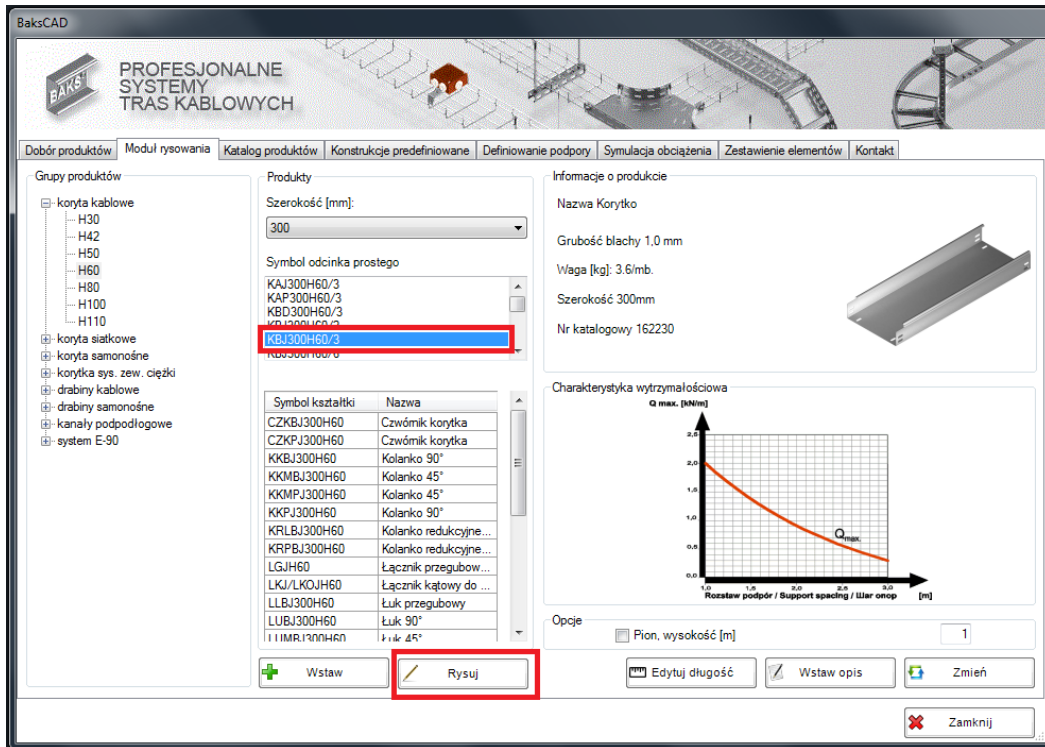 BaksCAD
BAKS
PROFESJONALNE
SYSTEMY
TRAS KABLOWYCH
Dobór produktów
Moduł rysowania
Katalog produktów
Konstrukcje predefiniowane
Definiowanie podpory
Symulacja obciążenia
Zestawienie elementów
Kontakt
Grupy produktów
koryta kablowe
H30
H42
H50
H60
H80
H100
H110
koryta siatkowe
koryta samonośne
korytka sys. zew. ciężki
drabiny kablowe
drabiny samonośne
kanały podpodłogowe
system E-90
Produkty
Szerokość [mm]:
300
Symbol odcinka prostego
KAJ300H60/3
KAP300H60/3
KBD300H60/3
KBJ300H60/3
Symbol kształtki Nazwa
CZKBJ300H60 Czwórnik korytka
CZKPJ300H60 Czwórnik korytka
KKBJ300H60 Kolanko 90°
KKMBJ300H60 Kolanko 45°
KKMPJ300H60 Kolanko 45°
KKPJ300H60 Kolanko 90°
KRLBJ300H60 Kolanko redukcyjne...
KRPBJ300H60 Kolanko redukcyjne...
LGJH60 Łącznik przegubow...
LKJ/LKOJH60 Łącznik kątowy do ...
LLBJ300H60 Łuk przegubowy
LUBJ300H60 Łuk 90°
LUMBJ300H60 Łuk 45°
Wstaw
Rysuj
Informacje o produkcie
Nazwa Korytko
Grubość blachy 1,0 mm
Waga [kg]: 3.6/mb.
Szerokość 300mm
Nr katalogowy 162230
Charakterystyka wytrzymałościowa
Q max. [kN/m]
2,5
2,0
1,5
1,0
0,5
0,0
Qmax.
1,0 1,5 2,0 2,5 3,0
Rozstaw podpór / Support spacing / Шаг опор [m]
Opcje
Pion, wysokość [m]
1
Edytuj długość
Wstaw opis
Zmień
Zamknij